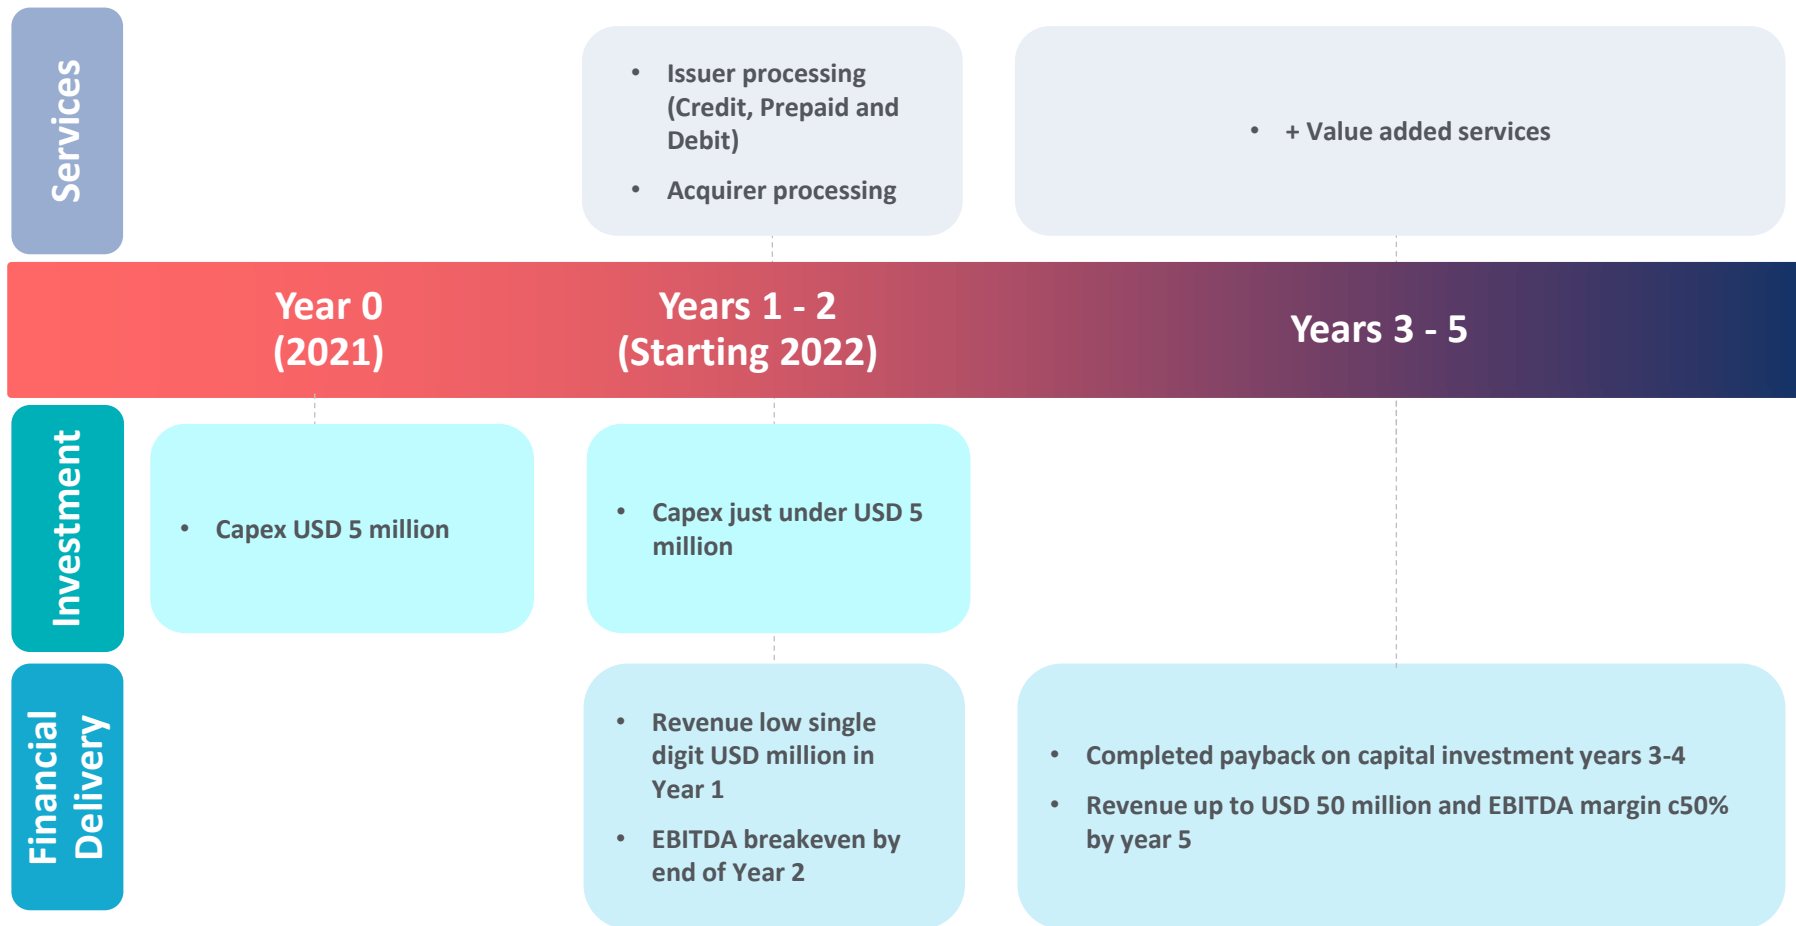 Services
• Issuer processing
(Credit, Prepaid and
Debit)
• Acquirer processing
• + Value added services
Year 0
(2021)
Years 1 - 2
(Starting 2022)
Years 3 - 5
Investment
• Capex USD 5 million
• Capex just under USD 5
million
Financial
Delivery
• Revenue low single
digit USD million in
Year 1
• EBITDA breakeven by
end of Year 2
• Completed payback on capital investment years 3-4
• Revenue up to USD 50 million and EBITDA margin c50%
by year 5